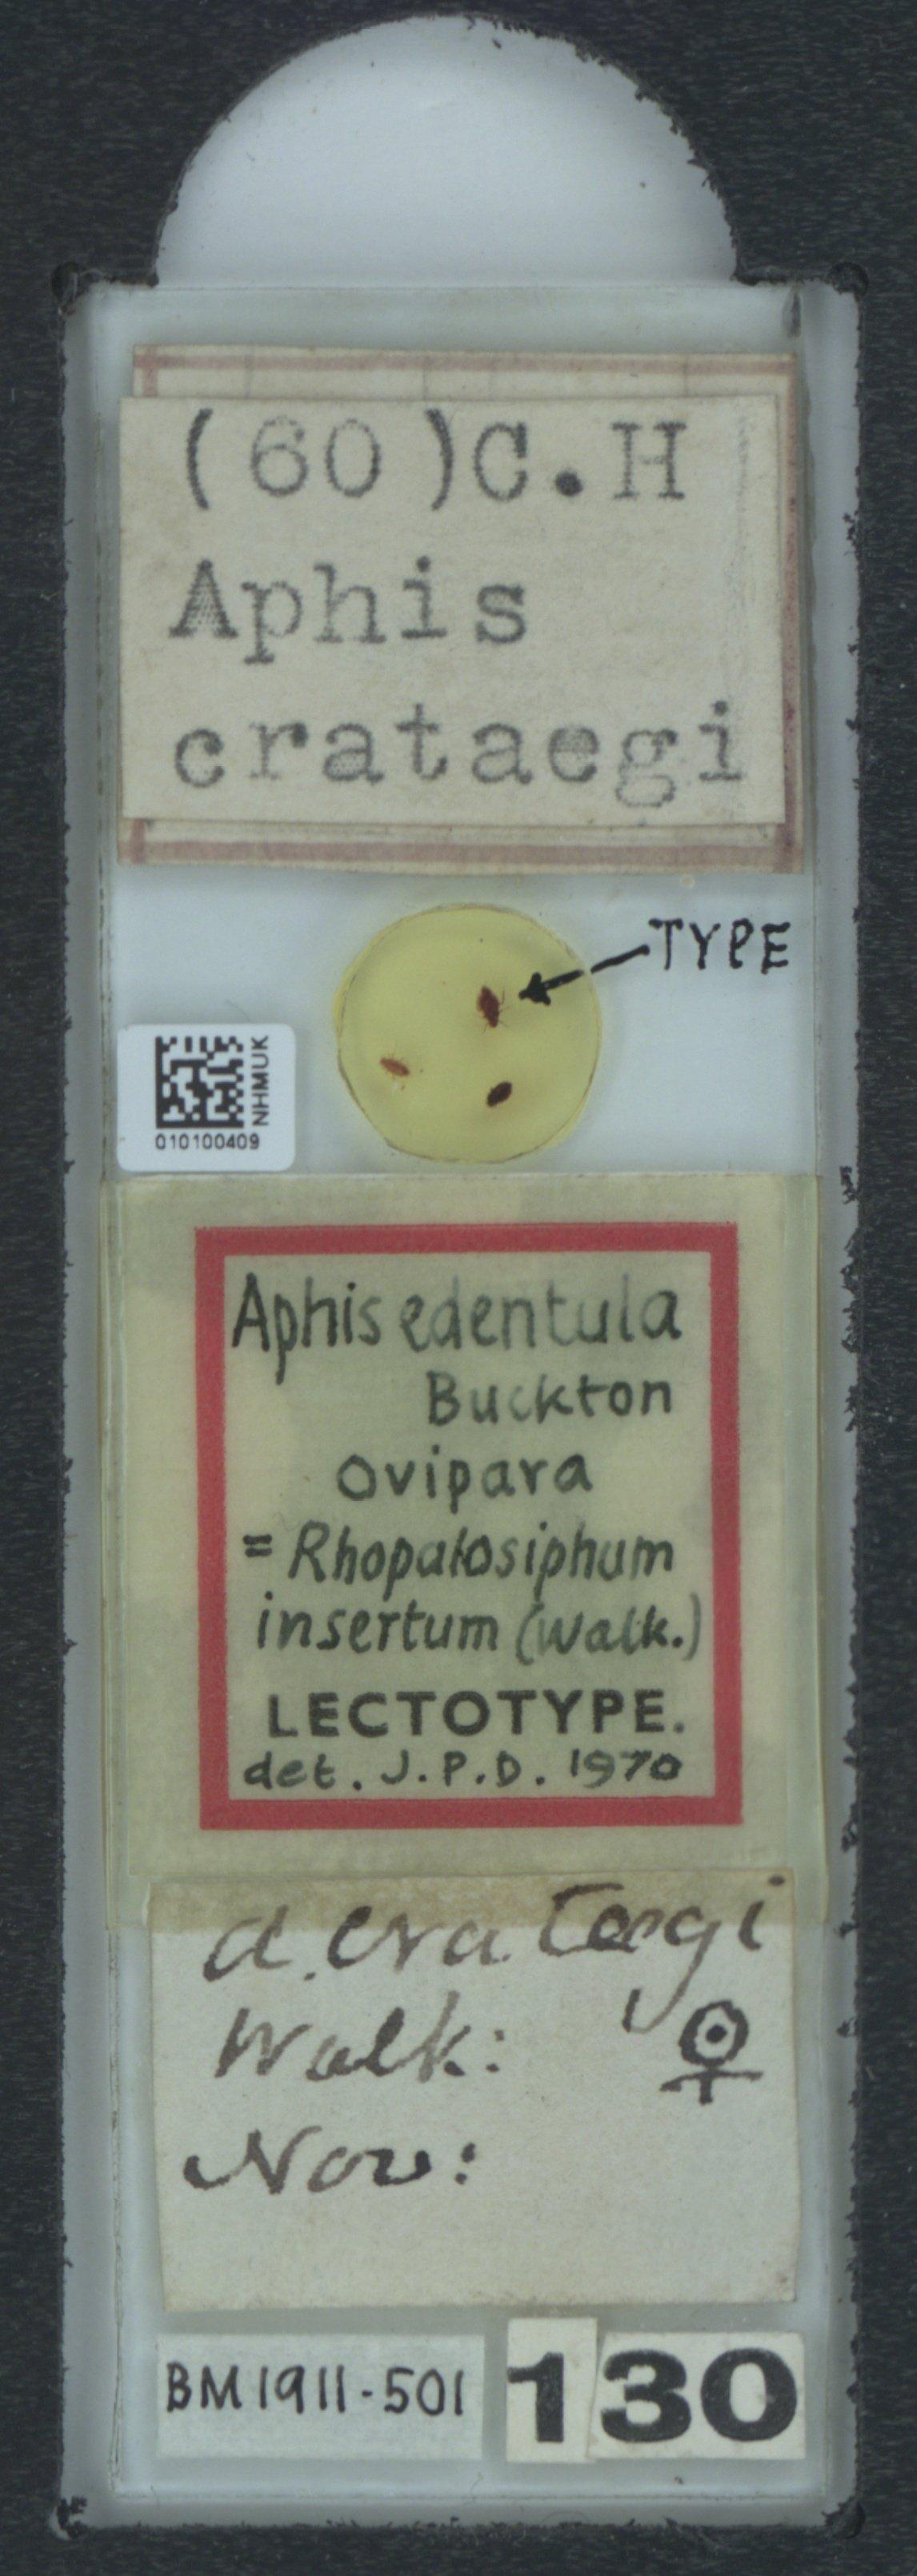 (60)C.H
Aphis
crataegi
TYPE
NHMUK
010100409
Aphis edentula
Buckton
Ovipara
= Rhopalosiphum
insertum (Walk.)
LECTOTYPE.
det. J.P.D. 1970
A. cratægi
Walk: ♀
Nov:
BM1911-501
130